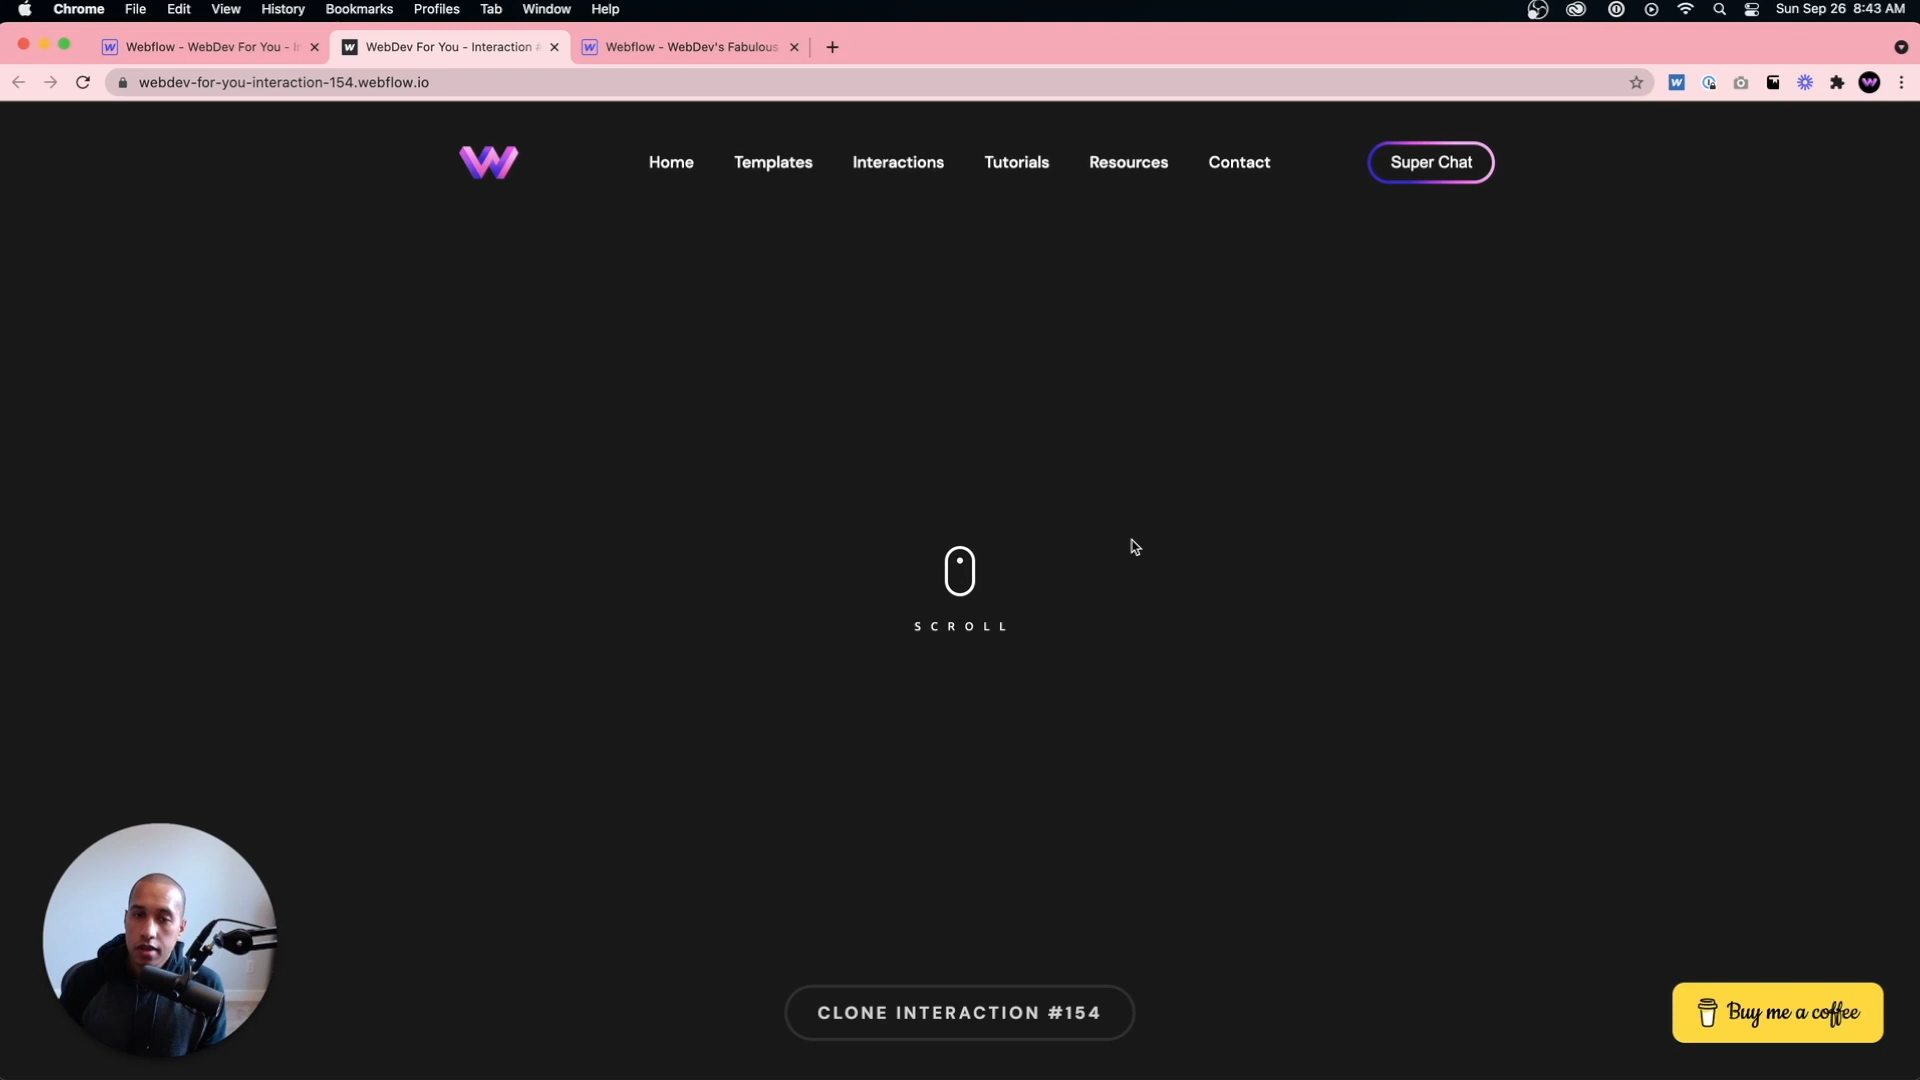 Chrome File Edit View History Bookmarks Profiles Tab Window Help Sun Sep 26 8:43 AM
Webflow - WebDev For You - I WebDev For You - Interaction # Webflow - WebDev's Fabulous
webdev-for-you-interaction-154.webflow.io
Home Templates Interactions Tutorials Resources Contact Super Chat
SCROLL
CLONE INTERACTION #154
Buy me a coffee